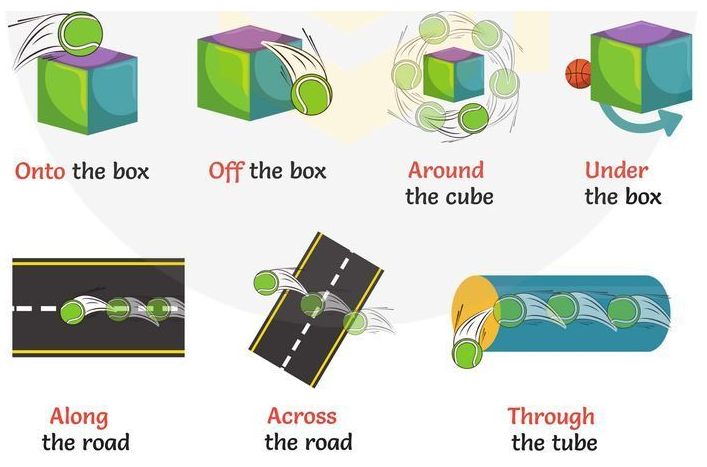 Onto the box
Off the box
Around
the cube
Under
the box
Along
the road
Across
the road
Through
the tube